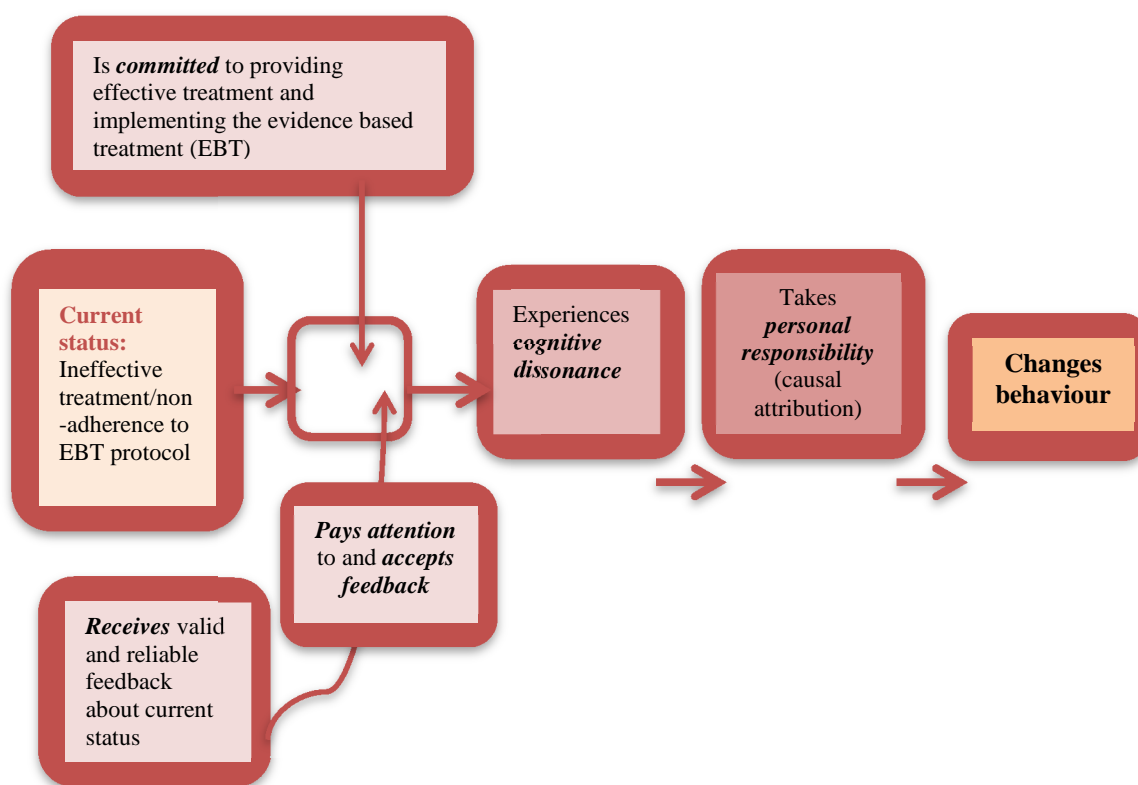 Is committed to providing
effective treatment and
implementing the evidence based
treatment (EBT)
Current
status:
Ineffective
treatment/non
-adherence to
EBT protocol
Experiences
cognitive
dissonance
Takes
personal
responsibility
(causal
attribution)
Changes
behaviour
Pays attention
to and accepts
feedback
Receives valid
and reliable
feedback
about current
status